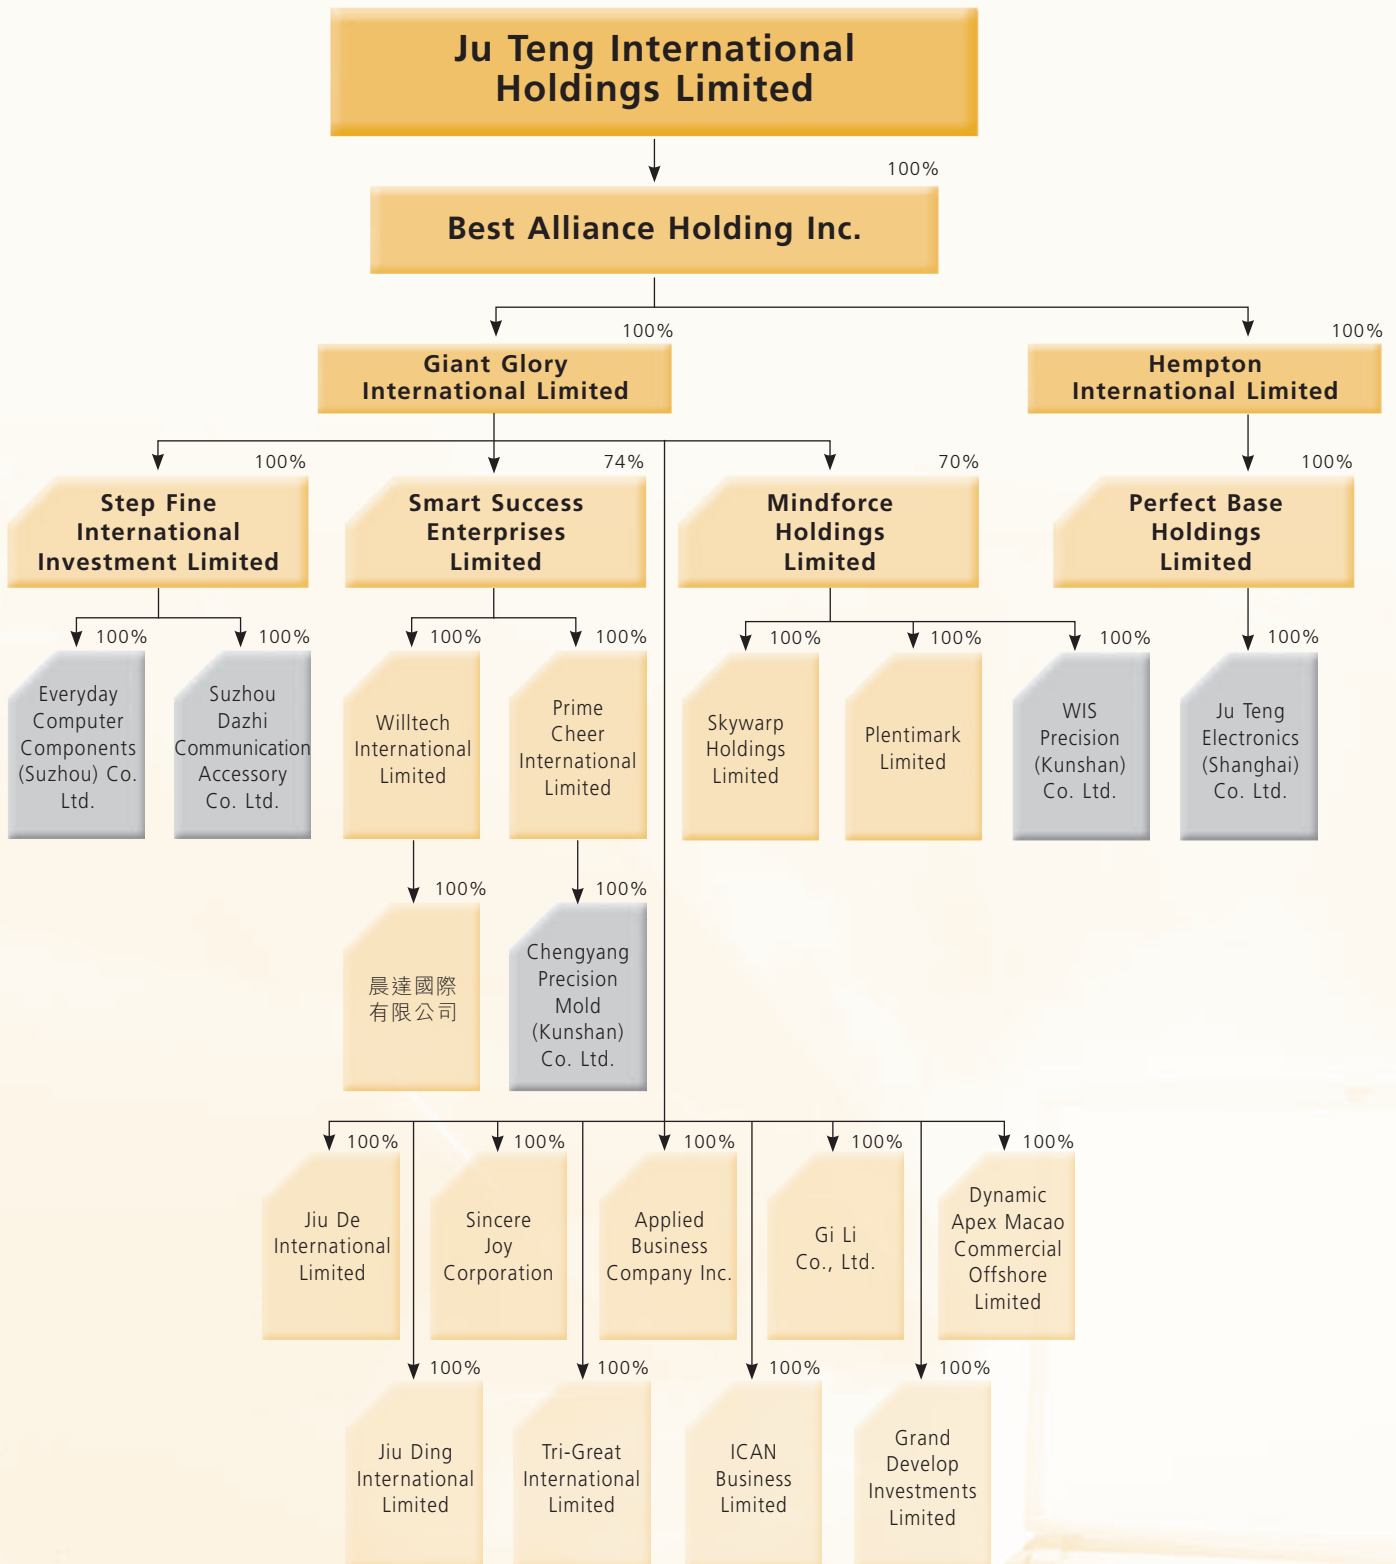 Ju Teng International
Holdings Limited
100%
Best Alliance Holding Inc.
100%
Giant Glory
International Limited
100%
Hempton
International Limited
100%
Step Fine
International
Investment Limited
74%
Smart Success
Enterprises
Limited
70%
Mindforce
Holdings
Limited
100%
Perfect Base
Holdings
Limited
100%
Everyday
Computer
Components
(Suzhou) Co.
Ltd.
100%
Suzhou
Dazhi
Communication
Accessory
Co. Ltd.
100%
Willtech
International
Limited
100%
Prime
Cheer
International
Limited
100%
Skywarp
Holdings
Limited
100%
Plentimark
Limited
100%
WIS
Precision
(Kunshan)
Co. Ltd.
100%
Ju Teng
Electronics
(Shanghai)
Co. Ltd.
100%
晨達國際
有限公司
100%
Chengyang
Precision
Mold
(Kunshan)
Co. Ltd.
100%
Jiu De
International
Limited
100%
Sincere
Joy
Corporation
100%
Applied
Business
Company Inc.
100%
Gi Li
Co., Ltd.
100%
Dynamic
Apex Macao
Commercial
Offshore
Limited
100%
Jiu Ding
International
Limited
100%
Tri-Great
International
Limited
100%
ICAN
Business
Limited
100%
Grand
Develop
Investments
Limited